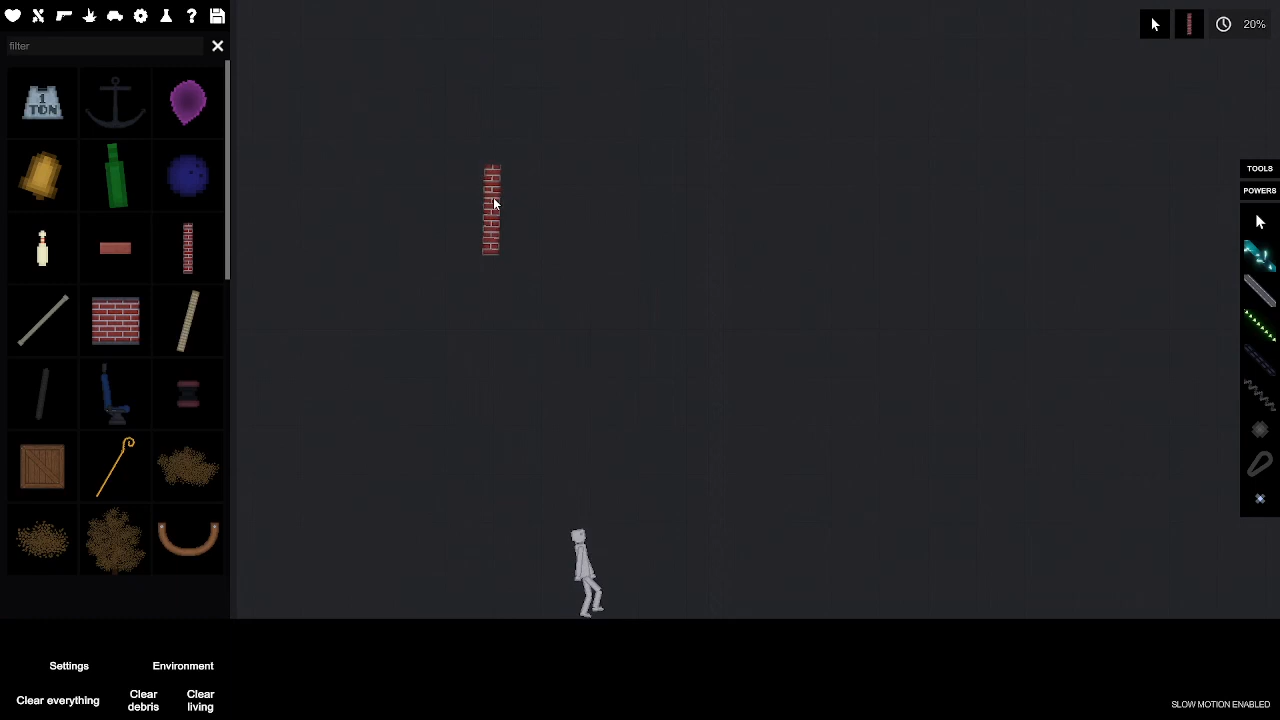 filter
20%
1
TON
TOOLS
POWERS
Settings
Environment
Clear everything
Clear
debris
Clear
living
SLOW MOTION ENABLED